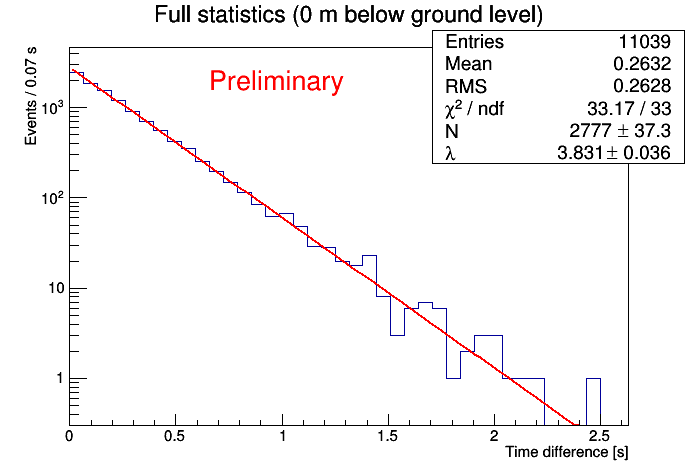 Full statistics (0 m below ground level)
Entries 11039
Mean 0.2632
RMS 0.2628
χ² / ndf 33.17 / 33
N 2777 ± 37.3
λ 3.831 ± 0.036
Preliminary
Events / 0.07 s
10³
10²
10
1
0 0.5 1 1.5 2 2.5
Time difference [s]